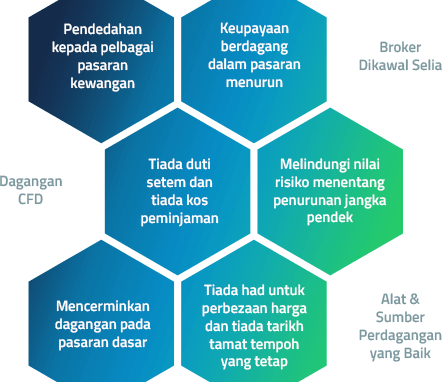 Pendedahan
kepada pelbagai
pasaran
kewangan
Keupayaan
berdagang
dalam pasaran
menurun
Broker
Dikawal Selia
Dagangan
CFD
Tiada duti
setem dan
tiada kos
peminjaman
Melindungi nilai
risiko menentang
penurunan jangka
pendek
Mencerminkan
dagangan pada
pasaran dasar
Tiada had untuk
perbezaan harga
dan tiada tarikh
tamat tempoh
yang tetap
Alat &
Sumber
Perdagangan
yang Baik